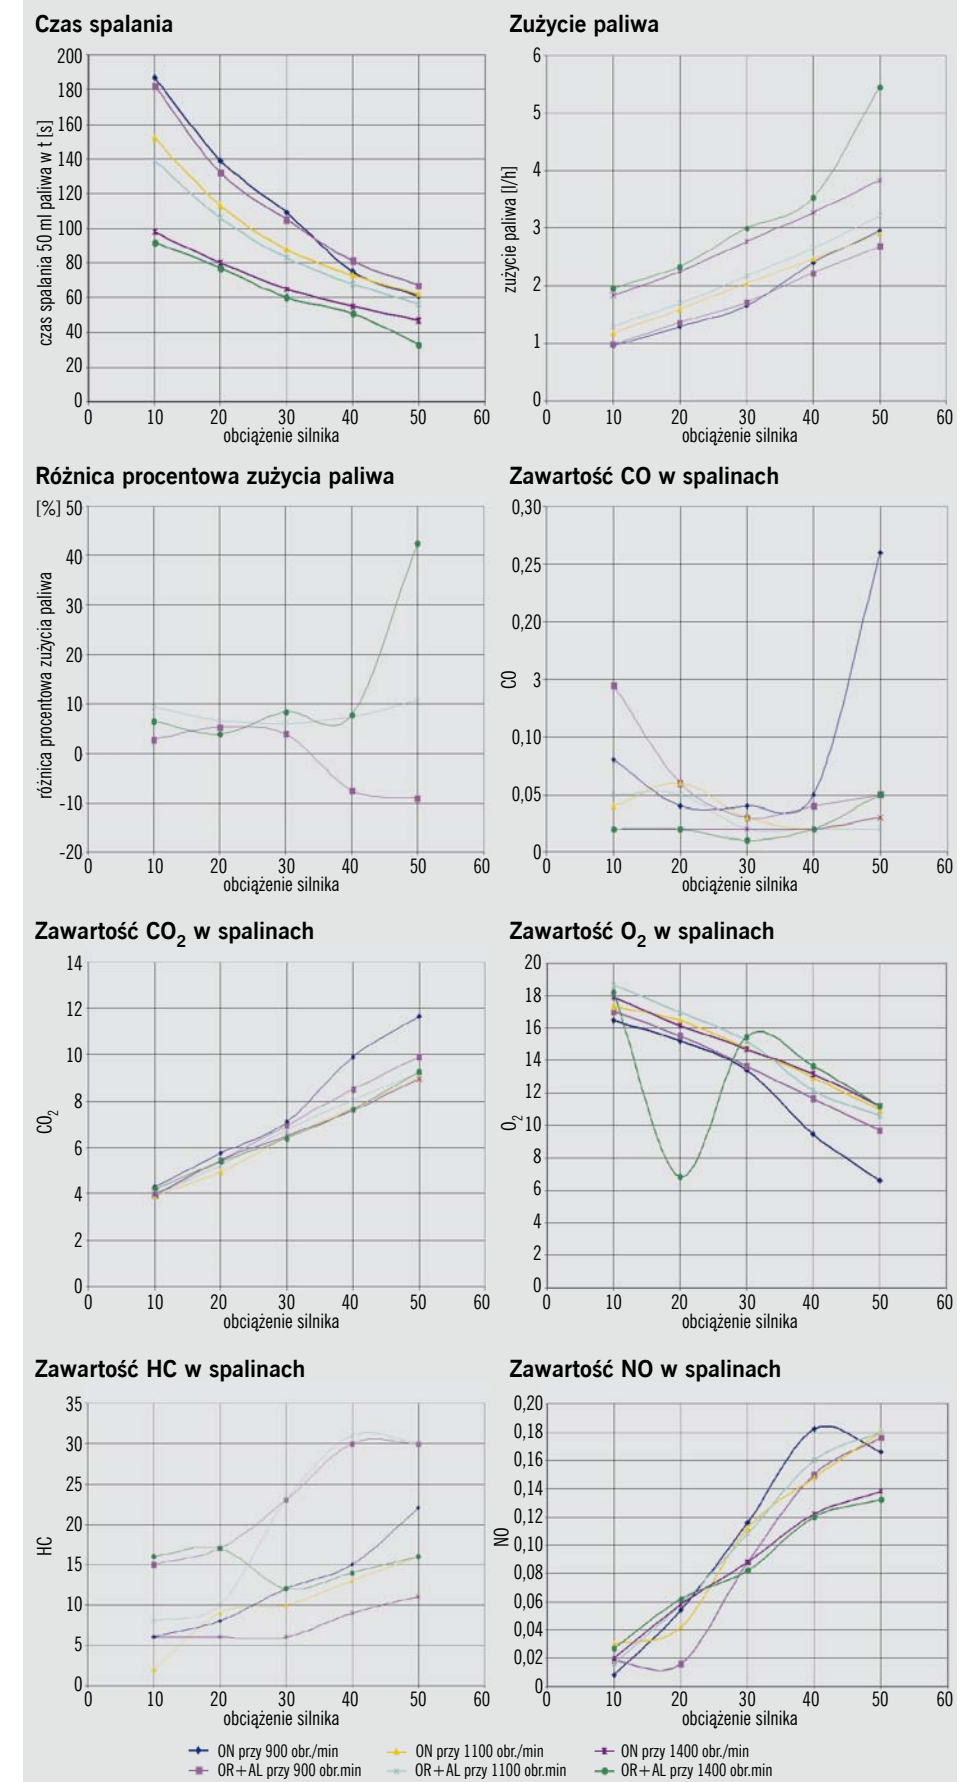 Czas spalania
czas spalania 50 ml paliwa w t [s]
200
180
160
140
120
100
80
60
40
20
0
0 10 20 30 40 50 60
obciążenie silnika
Zużycie paliwa
zużycie paliwa [l/h]
6
5
4
3
2
1
0
0 10 20 30 40 50 60
obciążenie silnika
Różnica procentowa zużycia paliwa
różnica procentowa zużycia paliwa
[%] 50
40
30
20
10
0
-10
-20
0 10 20 30 40 50 60
obciążenie silnika
Zawartość CO w spalinach
CO
0,30
0,25
0,20
3
0,10
0,05
0
0 10 20 30 40 50 60
obciążenie silnika
Zawartość CO2 w spalinach
CO2
14
12
10
8
6
4
2
0
0 10 20 30 40 50 60
obciążenie silnika
Zawartość O2 w spalinach
O2
20
18
16
14
12
10
8
6
4
2
0
0 10 20 30 40 50 60
obciążenie silnika
Zawartość HC w spalinach
HC
35
30
25
20
15
10
5
0
0 10 20 30 40 50 60
obciążenie silnika
Zawartość NO w spalinach
NO
0,20
0,18
0,16
0,14
0,12
0,10
0,08
0,06
0,04
0,02
0
0 10 20 30 40 50 60
obciążenie silnika
ON przy 900 obr./min ON przy 1100 obr./min ON przy 1400 obr./min
OR+AL przy 900 obr.min OR+AL przy 1100 obr.min OR+AL przy 1400 obr.min